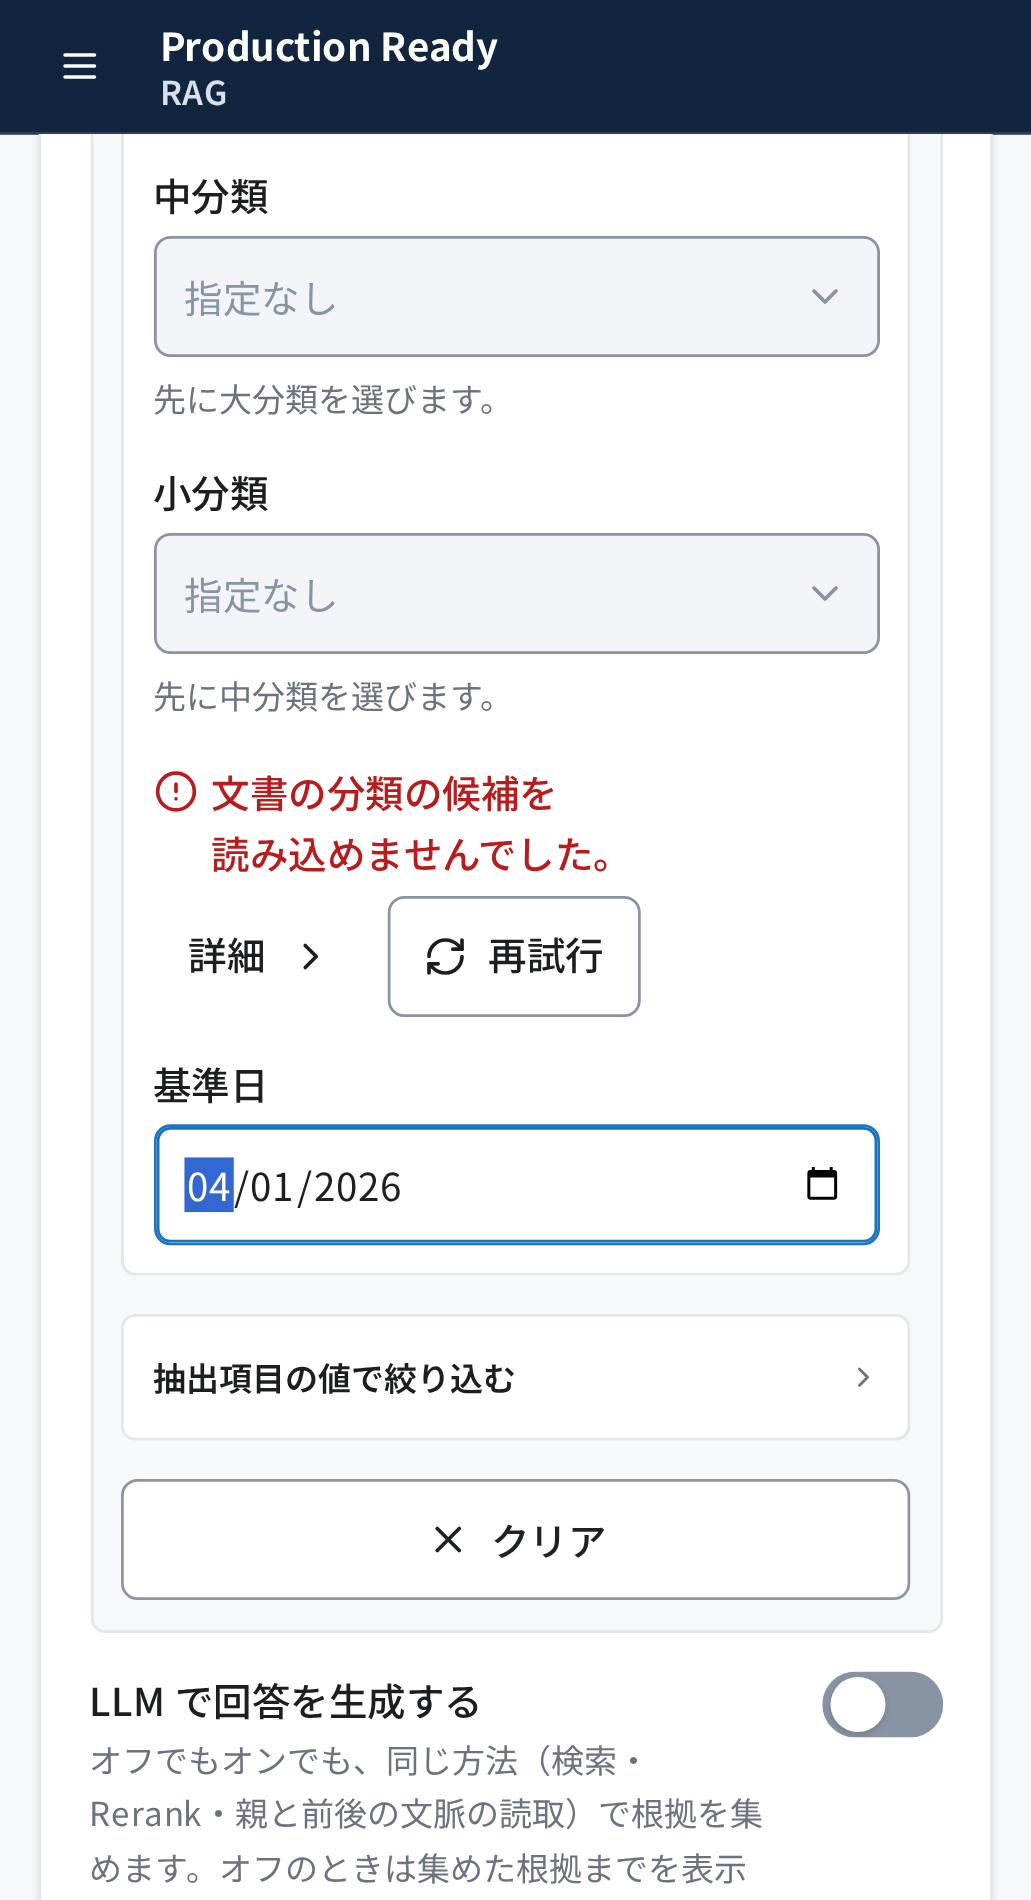 Production Ready
RAG
中分類
指定なし
先に大分類を選びます。
小分類
指定なし
先に中分類を選びます。
文書の分類の候補を
読み込めませんでした。
詳細
再試行
基準日
04/01/2026
抽出項目の値で絞り込む
クリア
LLM で回答を生成する
オフでもオンでも、同じ方法（検索・
Rerank・親と前後の文脈の読取）で根拠を集
めます。オフのときは集めた根拠までを表示